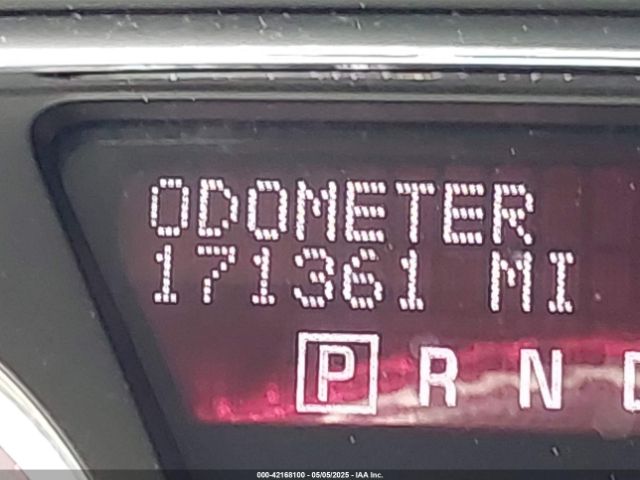 ODOMETER
171361 MI
P R N
000-42168100 - 05/05/2025 - IAA Inc.